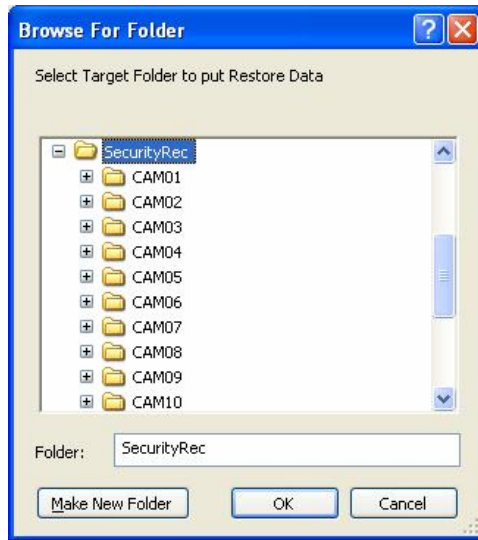 Browse For Folder
Select Target Folder to put Restore Data
SecurityRec
CAM01
CAM02
CAM03
CAM04
CAM05
CAM06
CAM07
CAM08
CAM09
CAM10
Folder: SecurityRec
Make New Folder OK Cancel